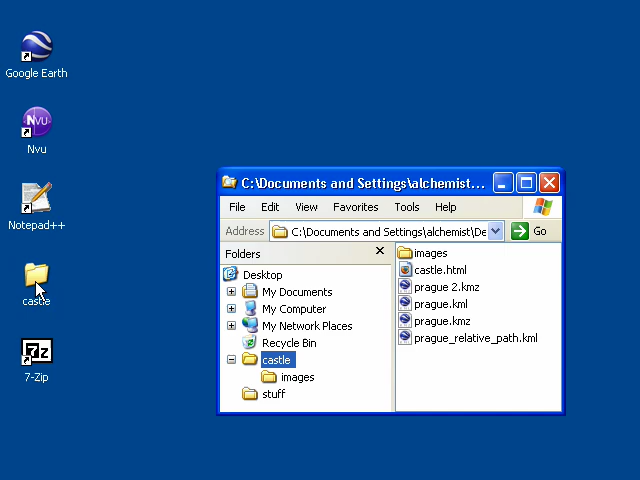 Google Earth
NVU
Nvu
Notepad++
castle
7z
7-Zip
C:\Documents and Settings\alchemist...
File Edit View Favorites Tools Help
Address C:\Documents and Settings\alchemist\De Go
Folders
Desktop
My Documents
My Computer
My Network Places
Recycle Bin
castle
images
stuff
images
castle.html
prague 2.kmz
prague.kml
prague.kmz
prague_relative_path.kml